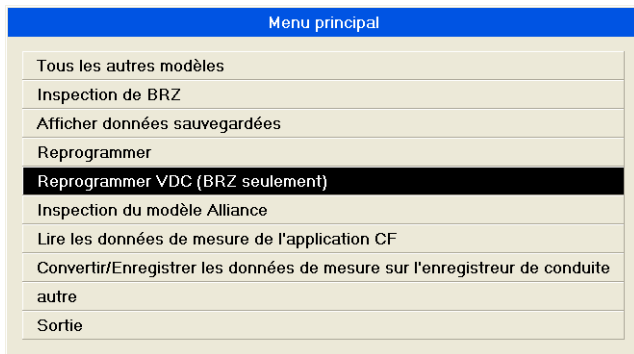 Menu principal
Tous les autres modèles
Inspection de BRZ
Afficher données sauvegardées
Reprogrammer
Reprogrammer VDC (BRZ seulement)
Inspection du modèle Alliance
Lire les données de mesure de l'application CF
Convertir/Enregistrer les données de mesure sur l'enregistreur de conduite
autre
Sortie